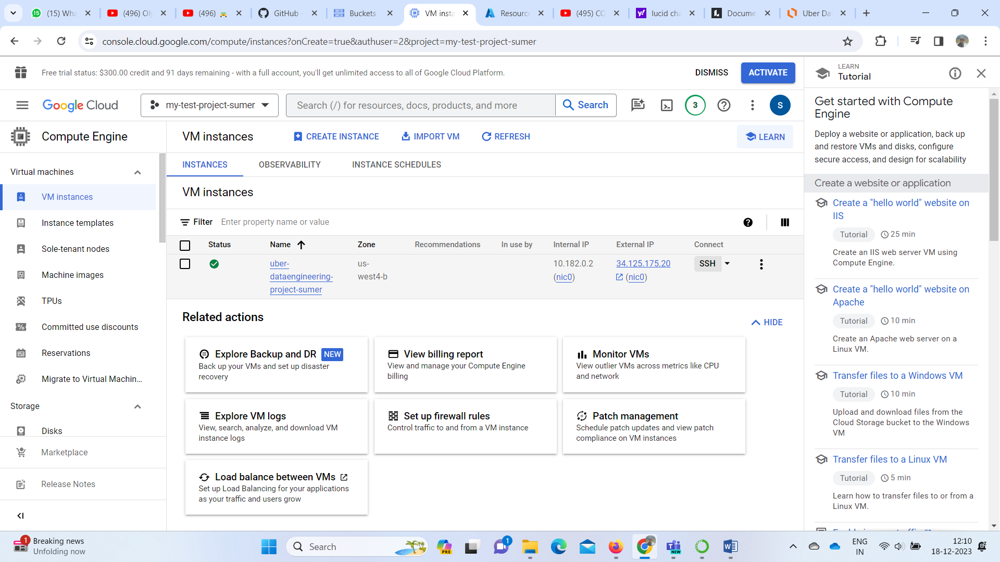 15
(15) Wha
(496) Oly
(496)
GitHub -
Buckets
VM insta
Resource
(495) CO
lucid cha
Docume
Uber Da
console.cloud.google.com/compute/instances?onCreate=true&authuser=2&project=my-test-project-sumer
Free trial status: $300.00 credit and 91 days remaining - with a full account, you'll get unlimited access to all of Google Cloud Platform.
DISMISS
ACTIVATE
Google Cloud
my-test-project-sumer
Search (/) for resources, docs, products, and more
Search
3
S
Compute Engine
Virtual machines
VM instances
Instance templates
Sole-tenant nodes
Machine images
TPUs
Committed use discounts
Reservations
Migrate to Virtual Machin...
Storage
Disks
Marketplace
Release Notes
VM instances
CREATE INSTANCE
IMPORT VM
REFRESH
LEARN
INSTANCES
OBSERVABILITY
INSTANCE SCHEDULES
VM instances
Filter
Enter property name or value
Status
Name
Zone
Recommendations
In use by
Internal IP
External IP
Connect
uber-
dataengineering-
project-sumer
us-
west4-b
10.182.0.2
(nic0)
34.125.175.20
(nic0)
SSH
Related actions
HIDE
Explore Backup and DR NEW
Back up your VMs and set up disaster
recovery
View billing report
View and manage your Compute Engine
billing
Monitor VMs
View outlier VMs across metrics like CPU
and network
Explore VM logs
View, search, analyze, and download VM
instance logs
Set up firewall rules
Control traffic to and from a VM instance
Patch management
Schedule patch updates and view patch
compliance on VM instances
Load balance between VMs
Set up Load Balancing for your applications
as your traffic and users grow
LEARN
Tutorial
Get started with Compute
Engine
Deploy a website or application, back up
and restore VMs and disks, configure
secure access, and design for scalability
Create a website or application
Create a "hello world" website on
IIS
Tutorial
25 min
Create an IIS web server VM using
Compute Engine.
Create a "hello world" website on
Apache
Tutorial
10 min
Create an Apache web server on a
Linux VM.
Transfer files to a Windows VM
Tutorial
10 min
Upload and download files from the
Cloud Storage bucket to the Windows
VM
Transfer files to a Linux VM
Tutorial
5 min
Learn how to transfer files to or from a
Linux VM.
1
Breaking news
Unfolding now
Search
PRE
1
NEW
ENG
IN
12:10
18-12-2023